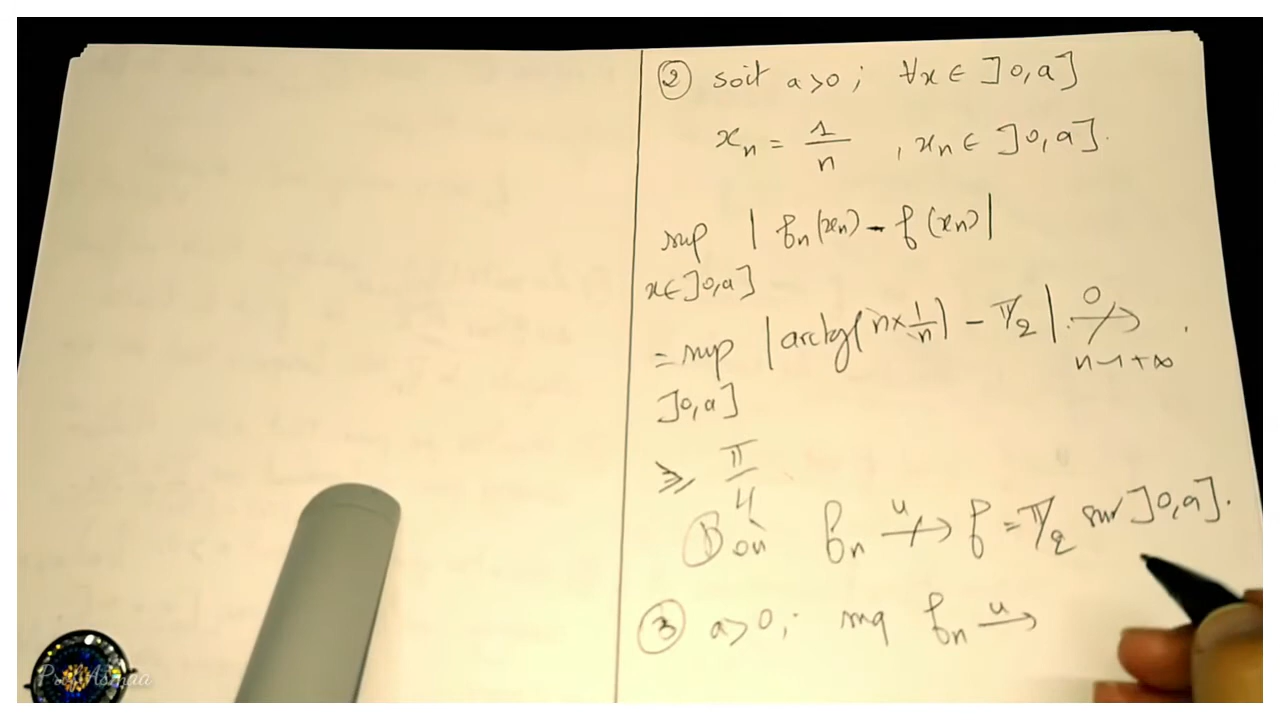 ② soit a>0 ; ∀x ∈ ]0,a]
xₙ = 1/n , xₙ ∈ ]0,a].
sup | fₙ(xₙ) - f(xₙ)|
x∈]0,a]
= sup |arctg(n×1/n) - π/2| ↛ 0 .
]0,a] n→+∞
≥ π/4
D'où fₙ ↛ᵘ f = π/2 sur ]0,a].
③ a>0 ; mq fₙ →ᵘ